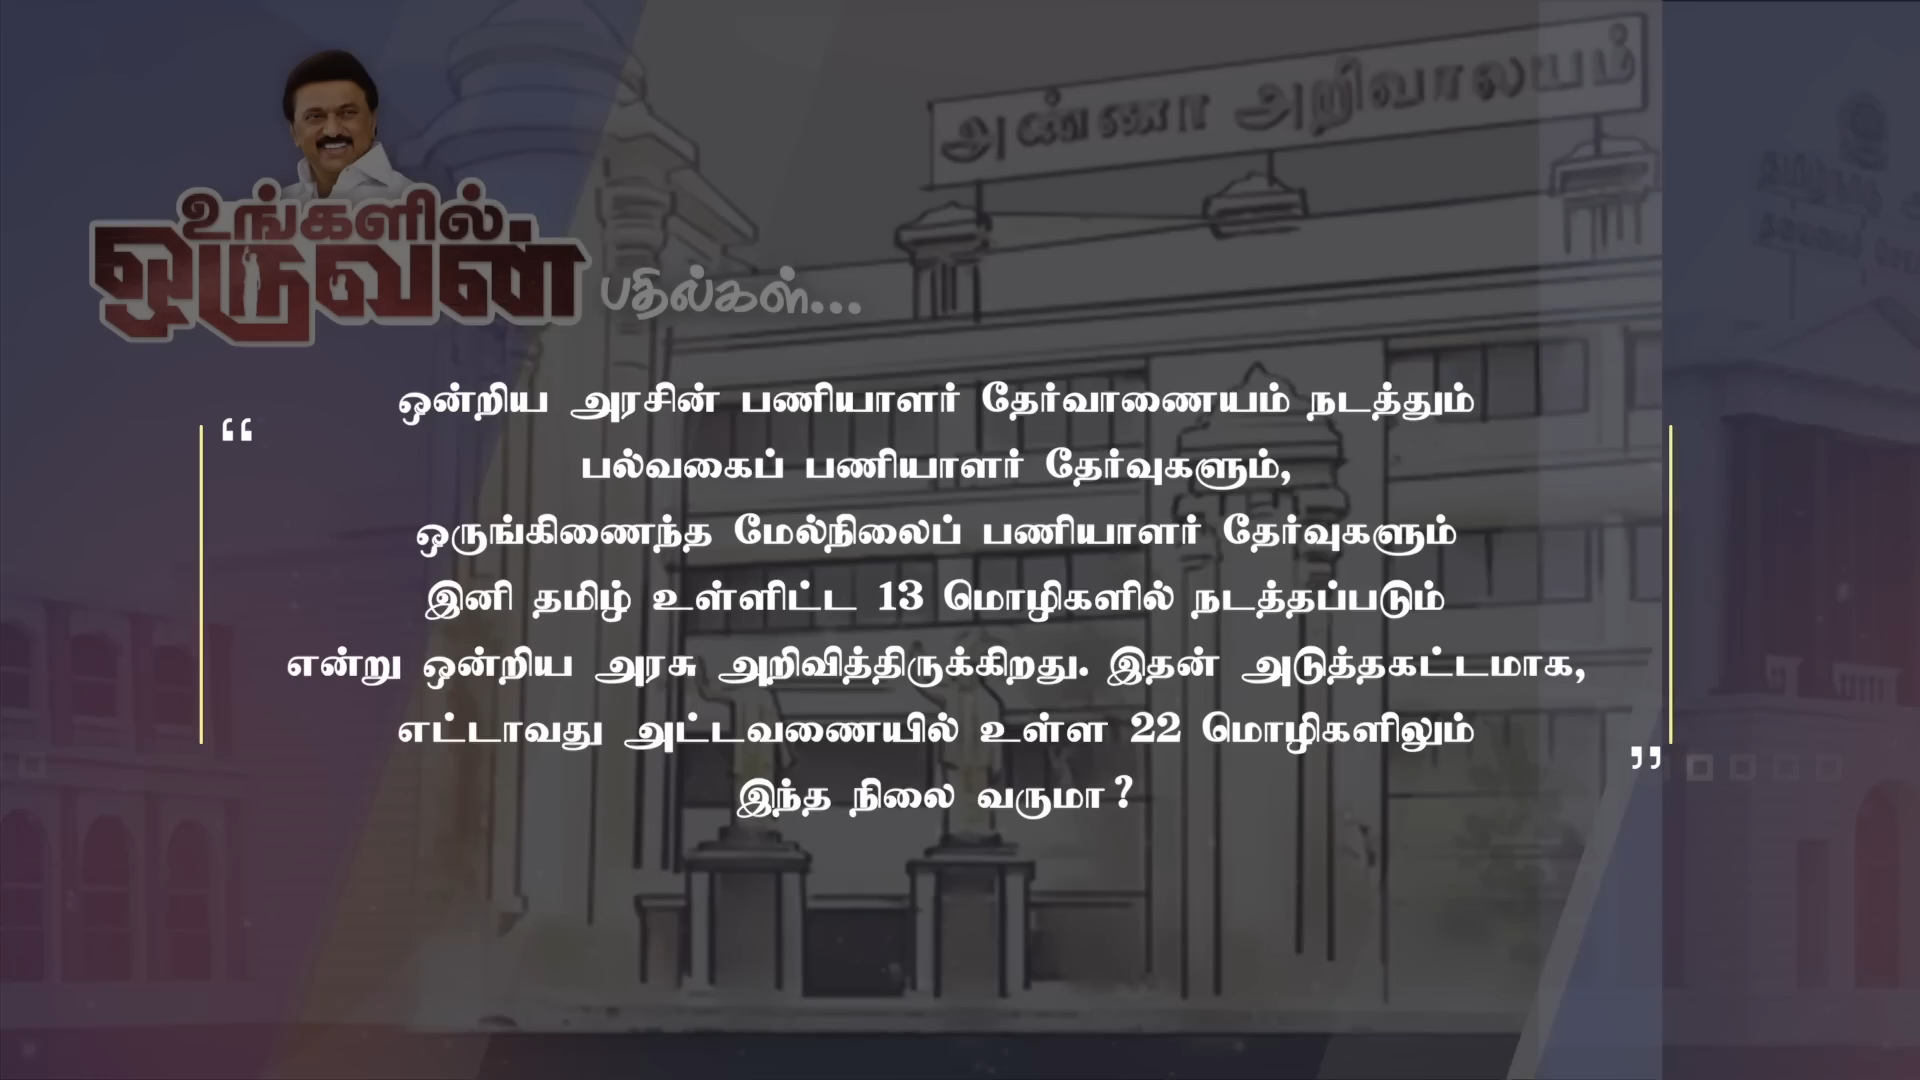 அண்ணா அறிவாலயம்
உங்களில்
ஒருவன்
பதில்கள்...
“ ஒன்றிய அரசின் பணியாளர் தேர்வாணையம் நடத்தும்
பல்வகைப் பணியாளர் தேர்வுகளும்,
ஒருங்கிணைந்த மேல்நிலைப் பணியாளர் தேர்வுகளும்
இனி தமிழ் உள்ளிட்ட 13 மொழிகளில் நடத்தப்படும்
என்று ஒன்றிய அரசு அறிவித்திருக்கிறது. இதன் அடுத்தகட்டமாக,
எட்டாவது அட்டவணையில் உள்ள 22 மொழிகளிலும்
இந்த நிலை வருமா? ”